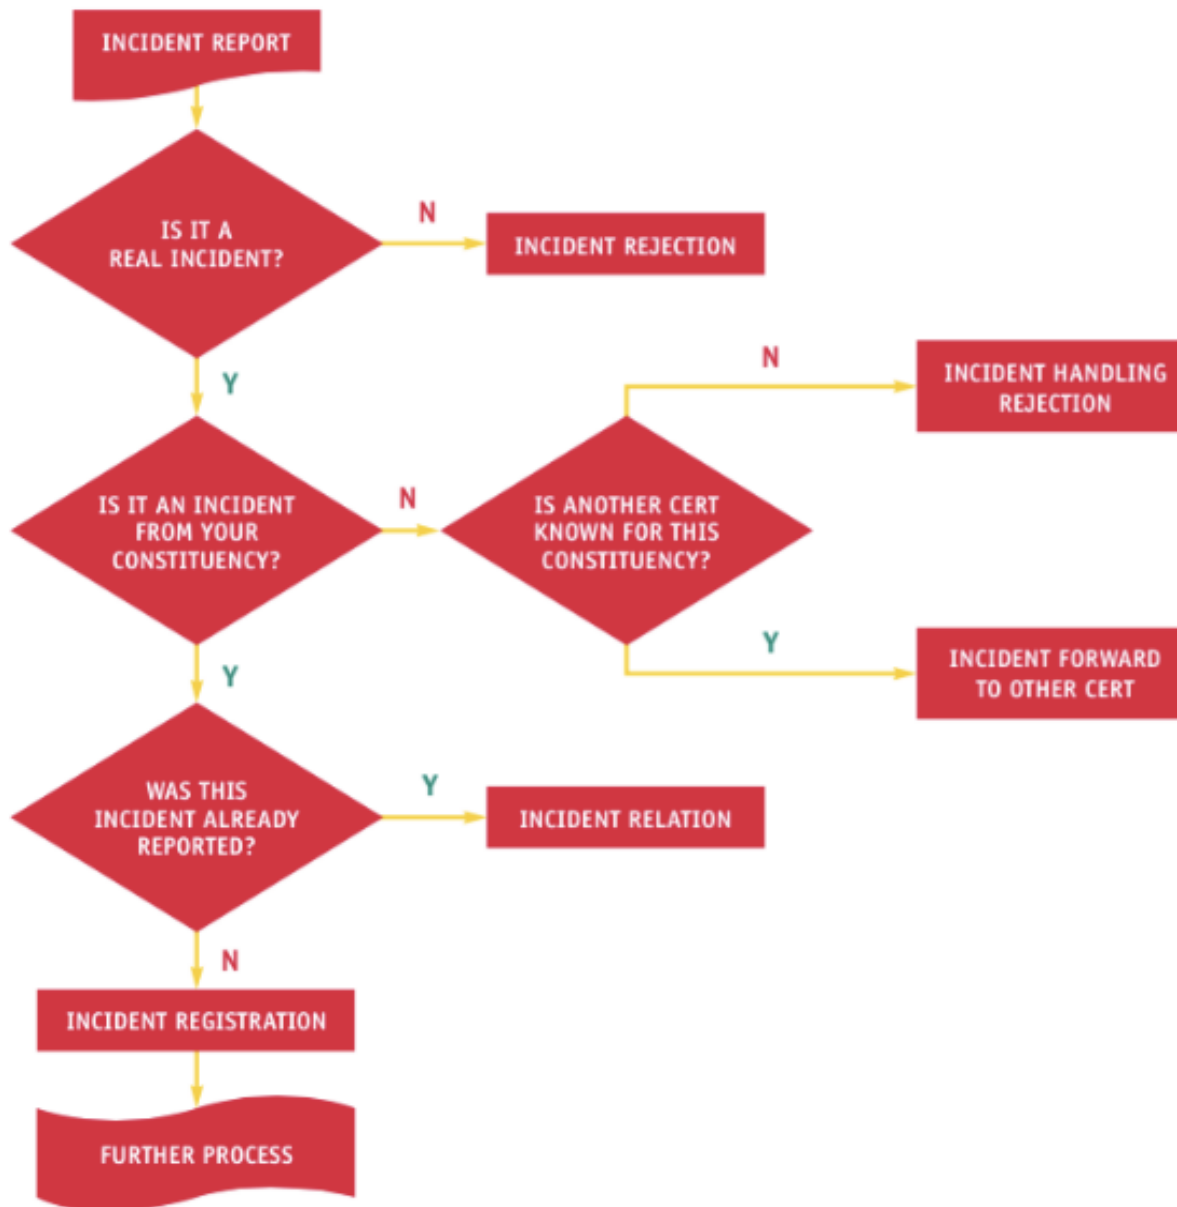 INCIDENT REPORT
IS IT A
REAL INCIDENT?
N
INCIDENT REJECTION
Y
IS IT AN INCIDENT
FROM YOUR
CONSTITUENCY?
N
IS ANOTHER CERT
KNOWN FOR THIS
CONSTITUENCY?
N
INCIDENT HANDLING
REJECTION
Y
INCIDENT FORWARD
TO OTHER CERT
Y
WAS THIS
INCIDENT ALREADY
REPORTED?
Y
INCIDENT RELATION
N
INCIDENT REGISTRATION
FURTHER PROCESS